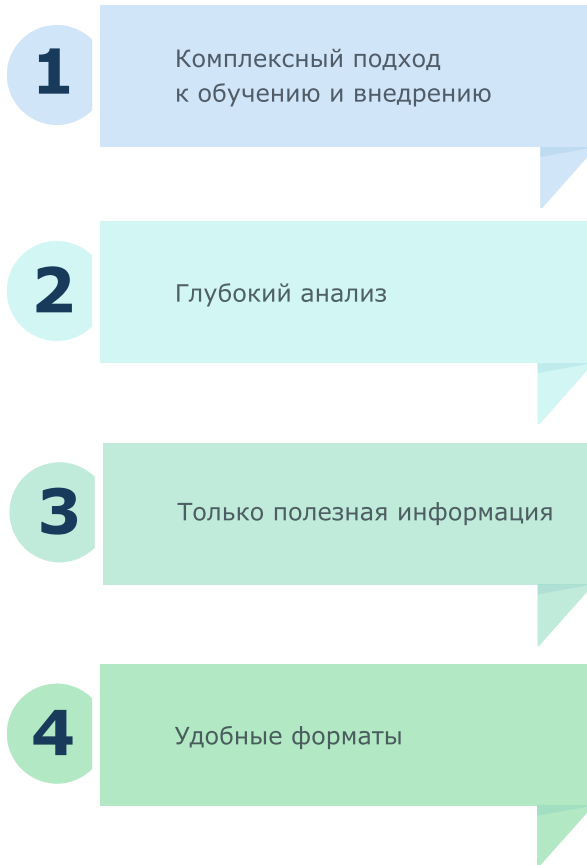 1
Комплексный подход
к обучению и внедрению
2
Глубокий анализ
3
Только полезная информация
4
Удобные форматы